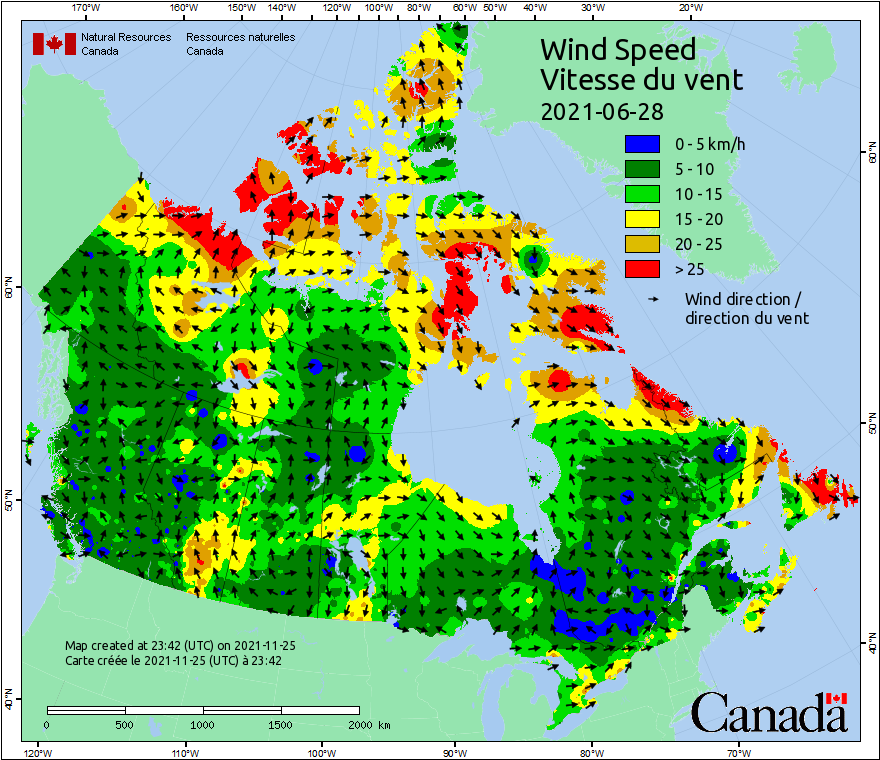 170°W 160°W 150°W 140°W 120°W 100°W 80°W 60°W 50°W 40°W 30°W 20°W
Natural Resources Ressources naturelles
Canada Canada
Wind Speed
Vitesse du vent
2021-06-28
0 - 5 km/h
5 - 10
10 - 15
15 - 20
20 - 25
> 25
Wind direction /
direction du vent
60°N
60°N
50°N
50°N
40°N
40°N
Map created at 23:42 (UTC) on 2021-11-25
Carte créée le 2021-11-25 (UTC) à 23:42
0 500 1000 1500 2000 km
Canada
120°W 110°W 100°W 90°W 80°W 70°W